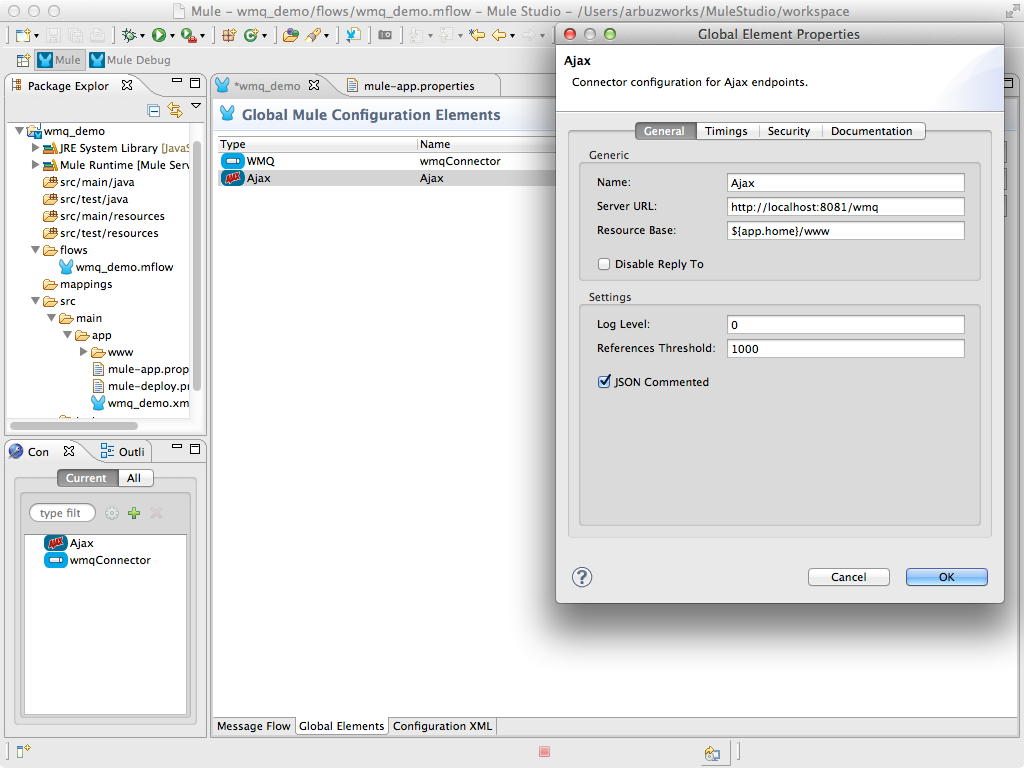 Mule – wmq_demo/flows/wmq_demo.mflow – Mule Studio – /Users/arbuzworks/MuleStudio/workspace
Mule
Mule Debug
Package Explor
wmq_demo
JRE System Library [JavaS
Mule Runtime [Mule Serv
src/main/java
src/test/java
src/main/resources
src/test/resources
flows
wmq_demo.mflow
mappings
src
main
app
www
mule-app.prop
mule-deploy.pr
wmq_demo.xm
Con
Outli
Current
All
type filt
Ajax
wmqConnector
*wmq_demo
mule-app.properties
Global Mule Configuration Elements
Type Name
WMQ wmqConnector
Ajax Ajax
Message Flow
Global Elements
Configuration XML
Global Element Properties
Ajax
Connector configuration for Ajax endpoints.
General
Timings
Security
Documentation
Generic
Name: Ajax
Server URL: http://localhost:8081/wmq
Resource Base: ${app.home}/www
Disable Reply To
Settings
Log Level: 0
References Threshold: 1000
JSON Commented
?
Cancel
OK